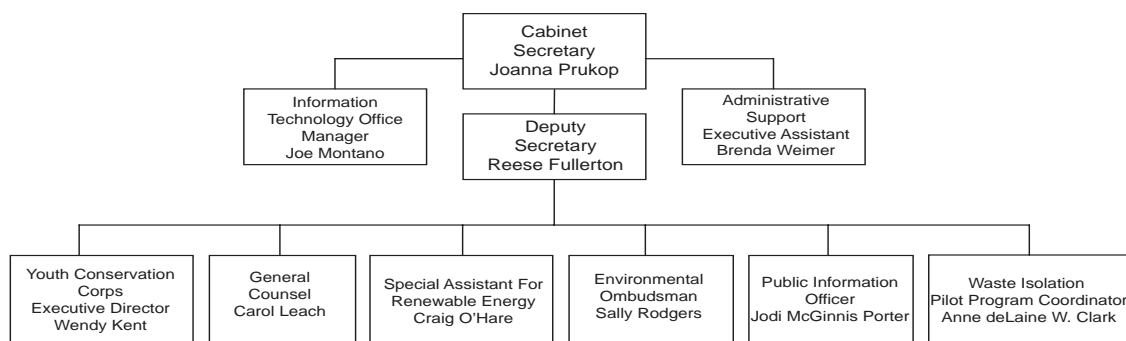 Cabinet
Secretary
Joanna Prukop
Information
Technology Office
Manager
Joe Montano
Deputy
Secretary
Reese Fullerton
Administrative
Support
Executive Assistant
Brenda Weimer
Youth Conservation
Corps
Executive Director
Wendy Kent
General
Counsel
Carol Leach
Special Assistant For
Renewable Energy
Craig O'Hare
Environmental
Ombudsman
Sally Rodgers
Public Information
Officer
Jodi McGinnis Porter
Waste Isolation
Pilot Program Coordinator
Anne deLaine W. Clark